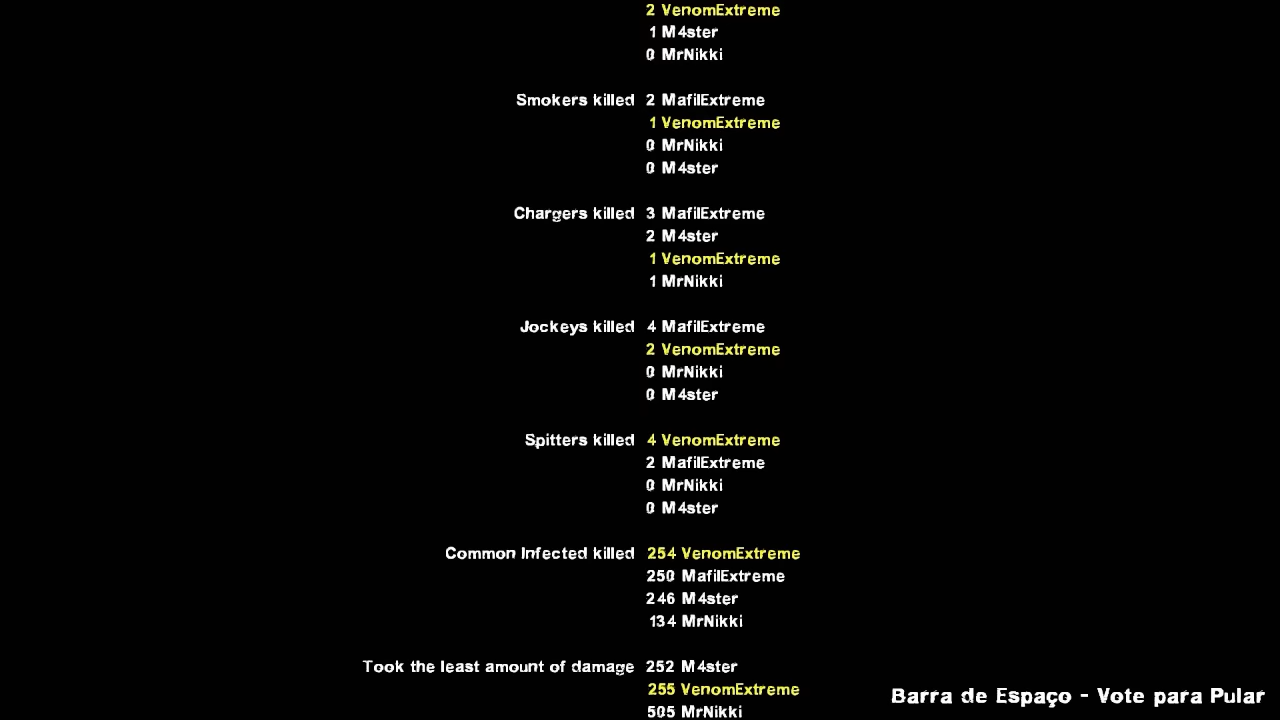 2 VenomExtreme
1 M4ster
0 MrNikki
Smokers killed 2 MafilExtreme
1 VenomExtreme
0 MrNikki
0 M4ster
Chargers killed 3 MafilExtreme
2 M4ster
1 VenomExtreme
1 MrNikki
Jockeys killed 4 MafilExtreme
2 VenomExtreme
0 MrNikki
0 M4ster
Spitters killed 4 VenomExtreme
2 MafilExtreme
0 MrNikki
0 M4ster
Common Infected killed 254 VenomExtreme
250 MafilExtreme
246 M4ster
134 MrNikki
Took the least amount of damage 252 M4ster
255 VenomExtreme
505 MrNikki
Barra de Espaço - Vote para Pular